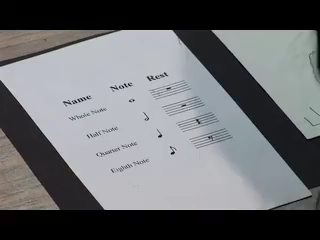 Name Note Rest
Whole Note
Half Note
Quarter Note
Eighth Note